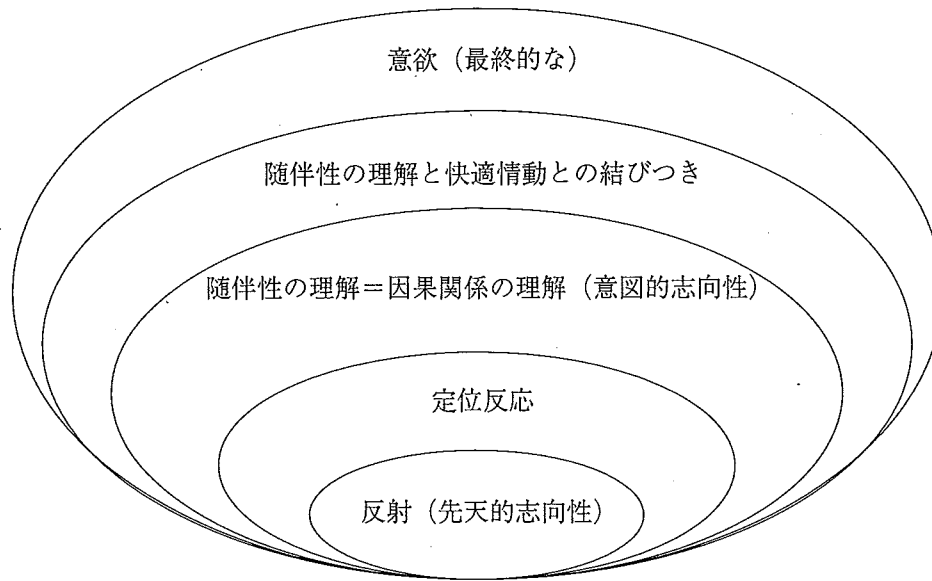 意欲（最終的な）
随伴性の理解と快適情動との結びつき
随伴性の理解＝因果関係の理解（意図的志向性）
定位反応
反射（先天的志向性）